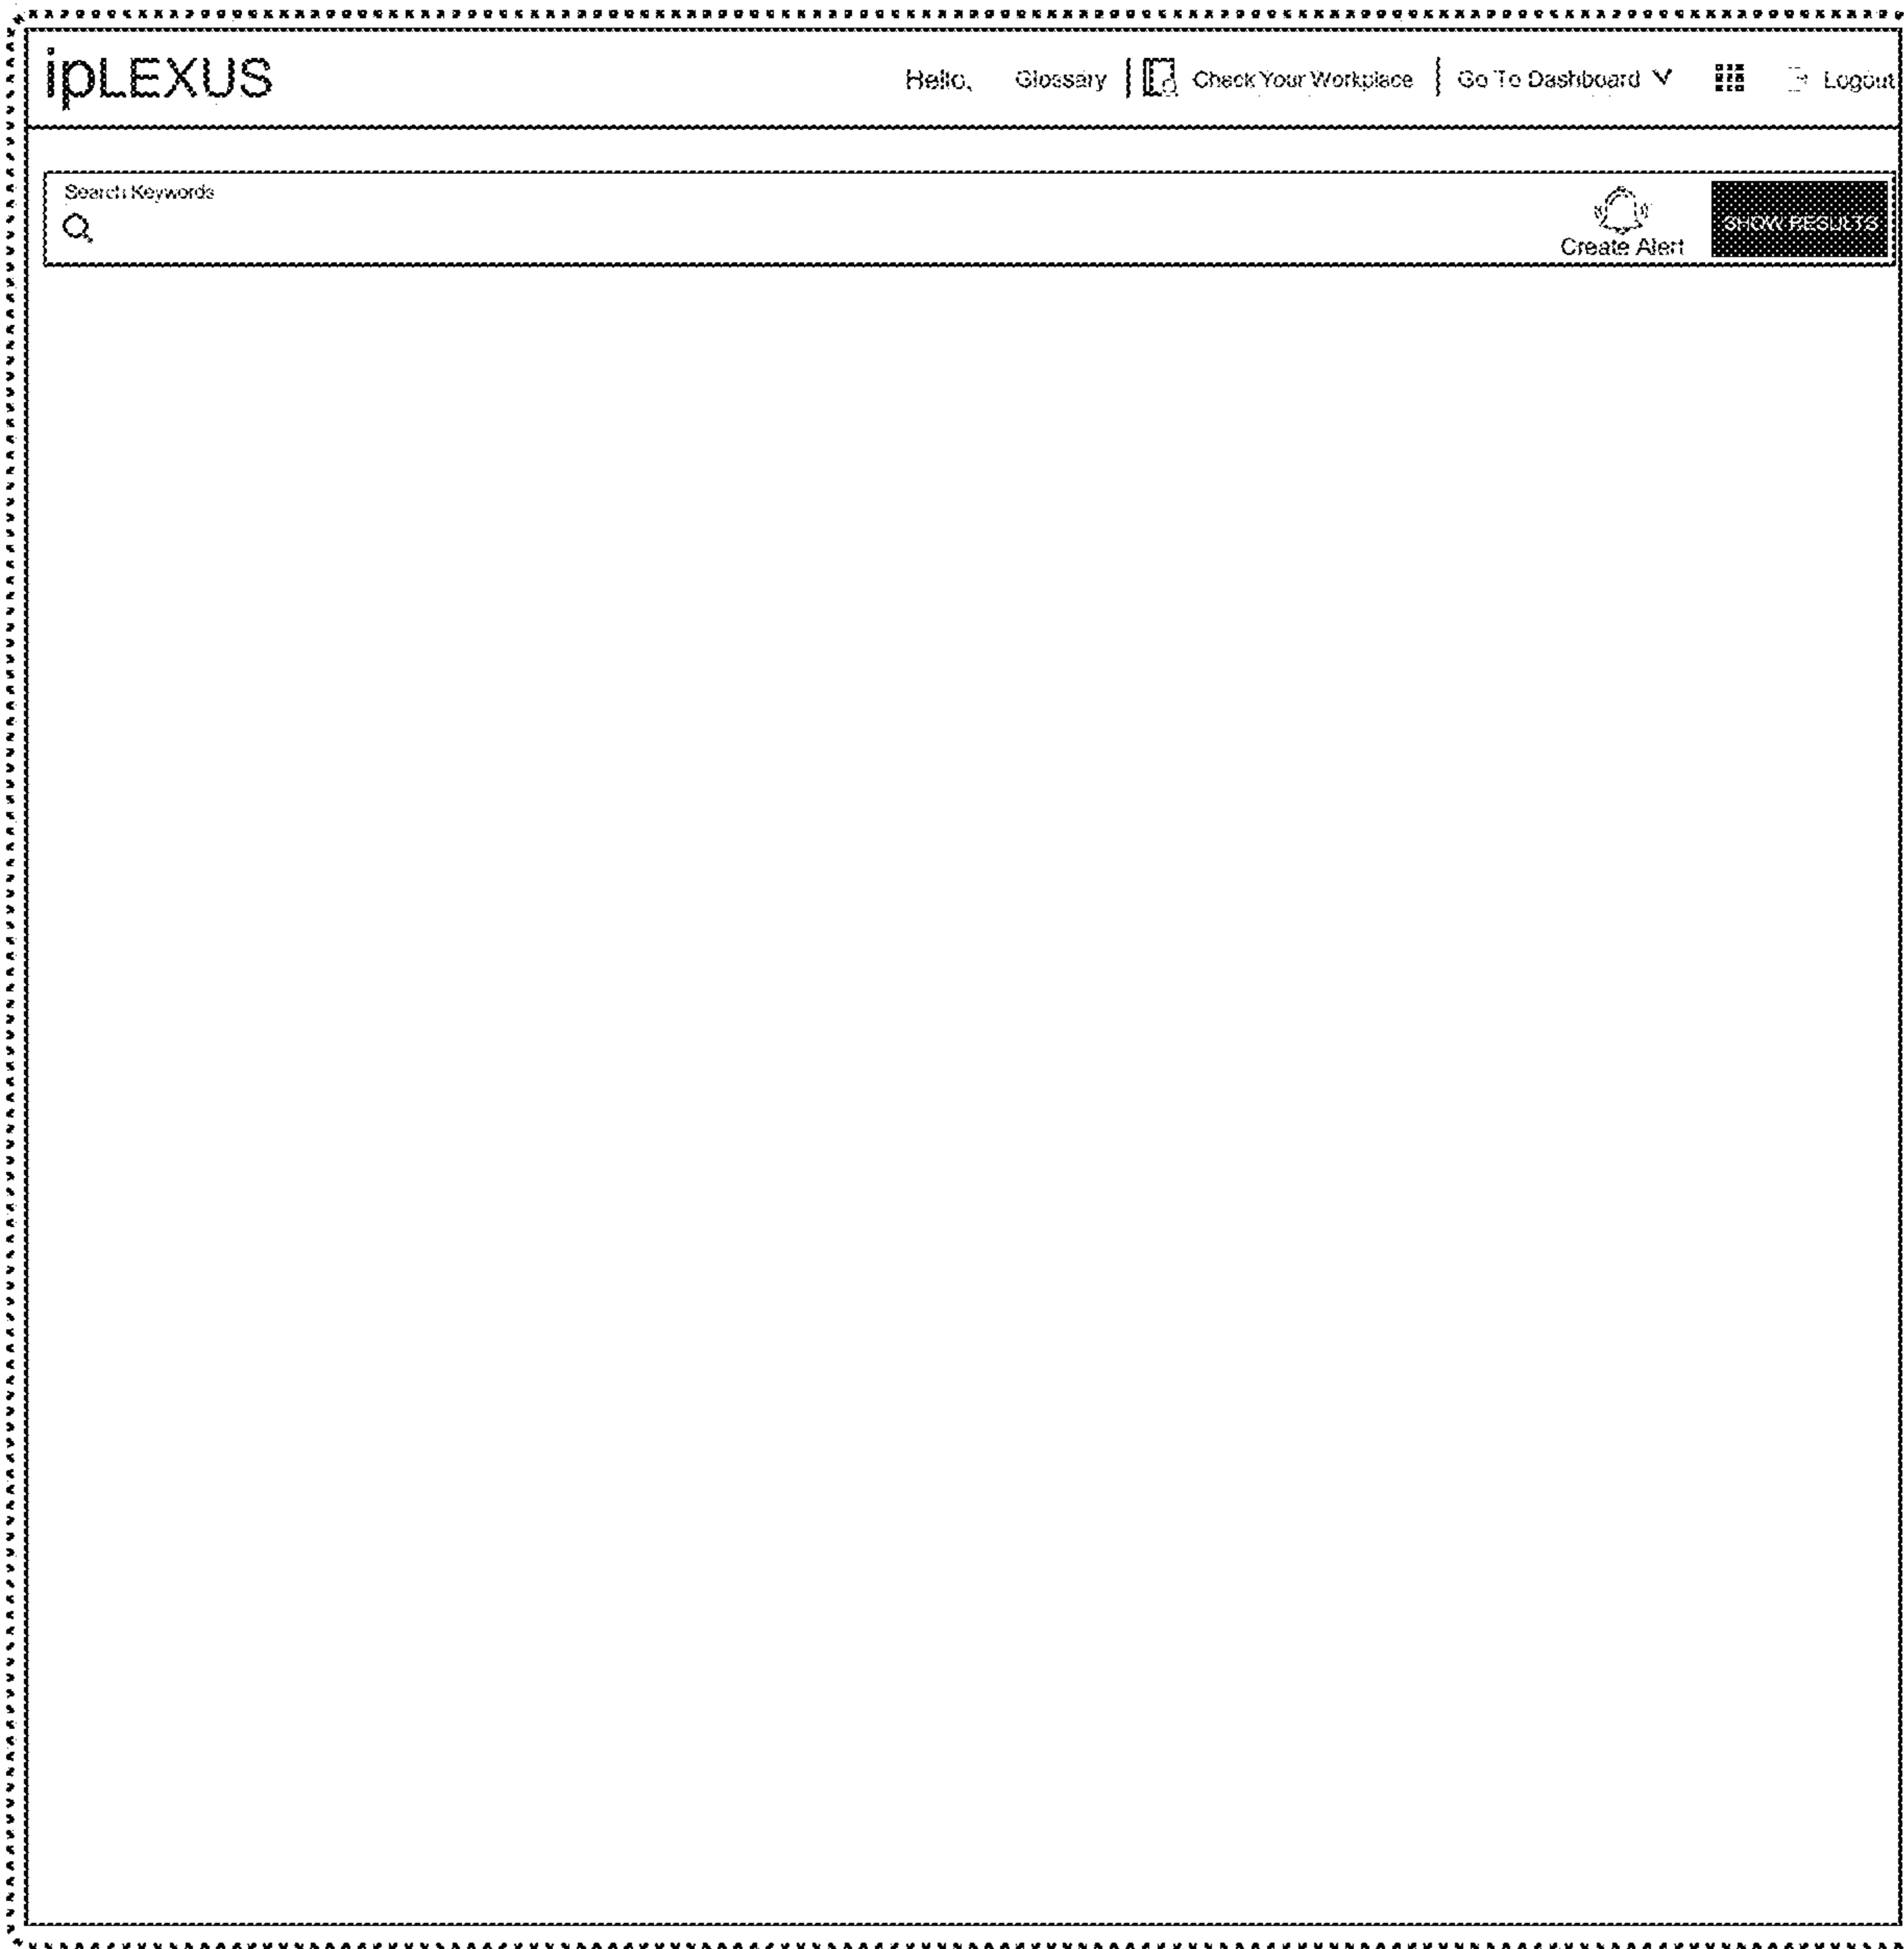 ipLEXUS
Hello, Glossary Check Your Workplace Go To Dashboard Logout
Search Keywords
Create Alert
SHOW RESULTS